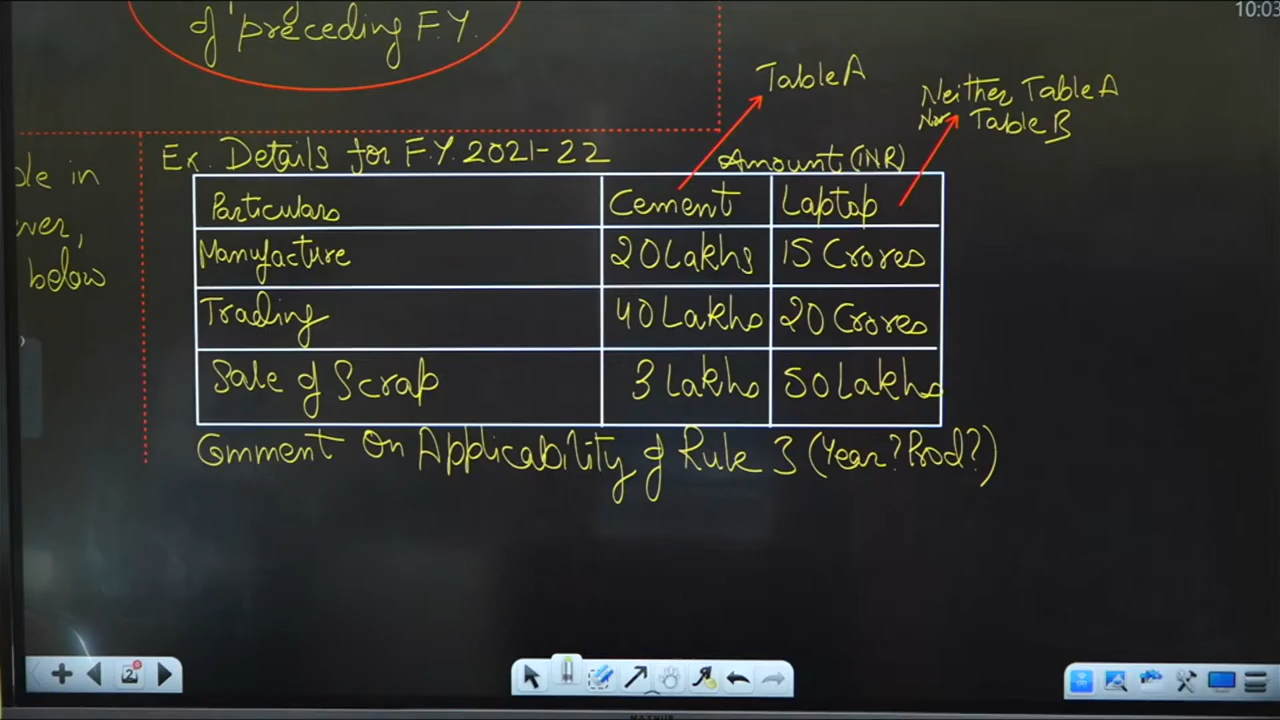 10:03
of preceding F.Y.
Table A
Neither Table A
Nor Table B
Ex. Details for F.Y. 2021-22
Amount (INR)
ble in
Particulars Cement Laptop
wer,
Manufacture 20 Lakhs 15 Crores
below
Trading 40 Lakhs 20 Crores
Sale of Scrap 3 Lakhs 50 Lakhs
Comment On Applicability of Rule 3 (Year? Prod?)
2